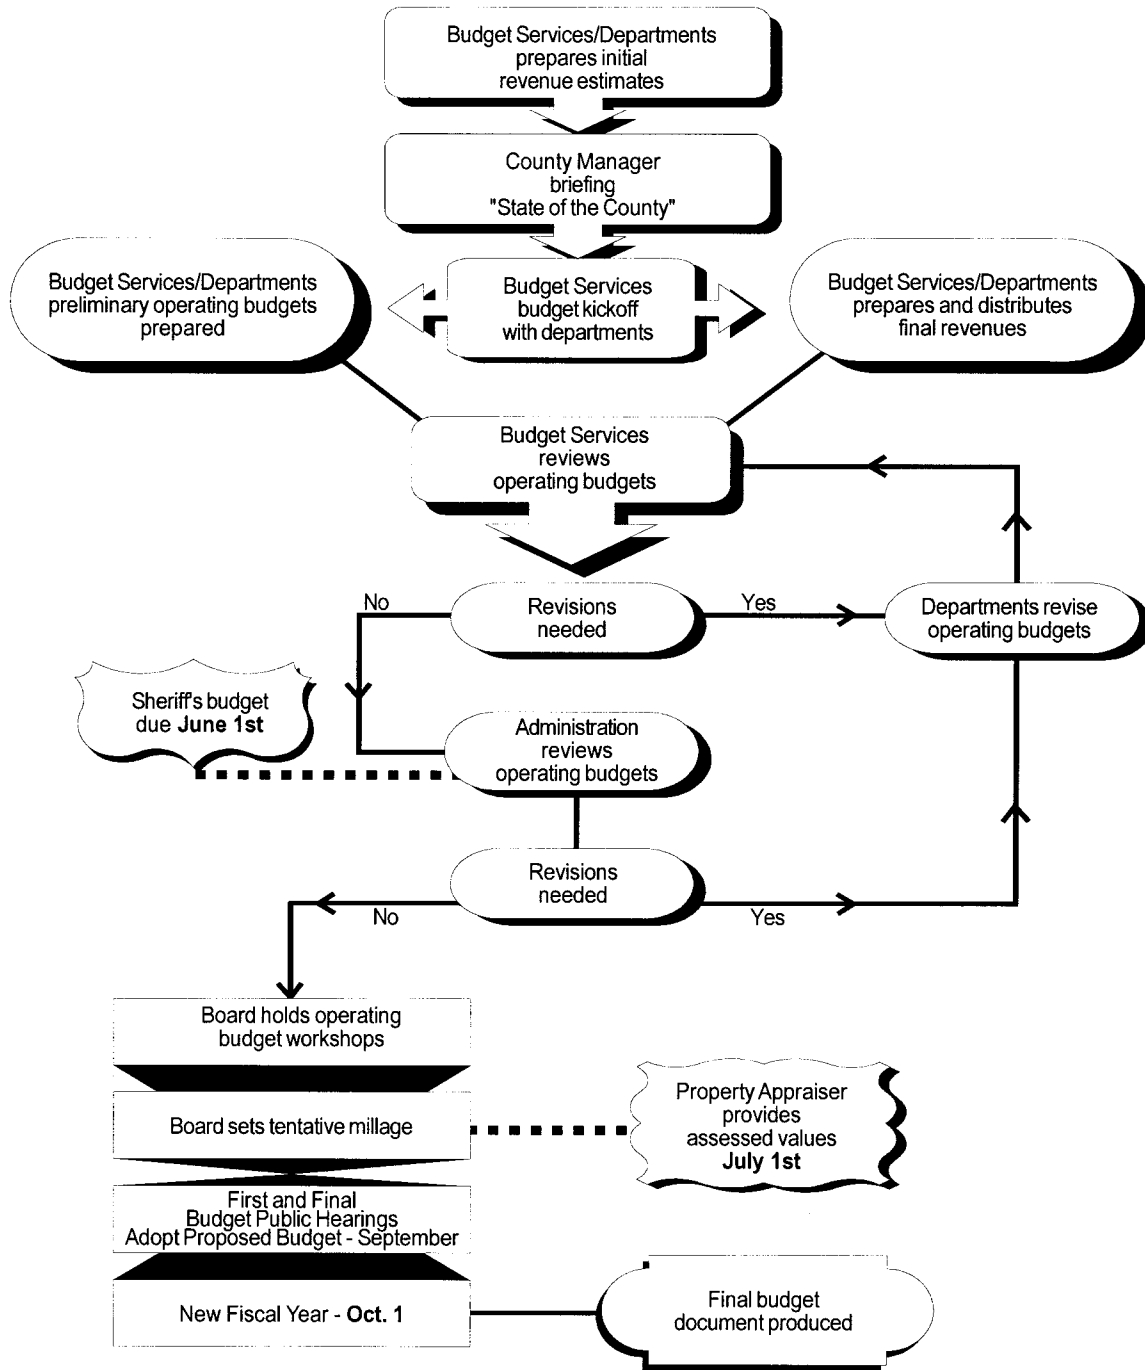 Budget Services/Departments
prepares initial
revenue estimates
County Manager
briefing
"State of the County"
Budget Services/Departments
preliminary operating budgets
prepared
Budget Services
budget kickoff
with departments
Budget Services/Departments
prepares and distributes
final revenues
Budget Services
reviews
operating budgets
No
Revisions
needed
Yes
Departments revise
operating budgets
Sheriff's budget
due June 1st
Administration
reviews
operating budgets
Revisions
needed
No
Yes
Board holds operating
budget workshops
Board sets tentative millage
Property Appraiser
provides
assessed values
July 1st
First and Final
Budget Public Hearings
Adopt Proposed Budget - September
New Fiscal Year - Oct. 1
Final budget
document produced